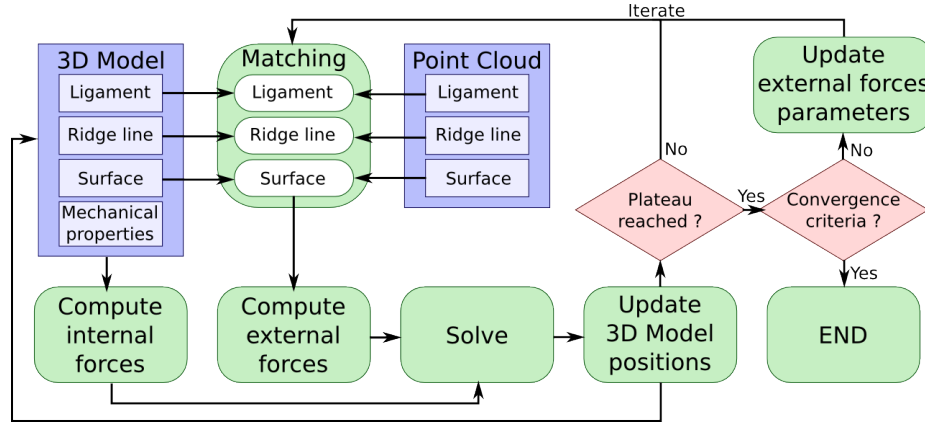 Iterate
3D Model
Ligament
Ridge line
Surface
Mechanical
properties
Matching
Ligament
Ridge line
Surface
Point Cloud
Ligament
Ridge line
Surface
Update
external forces
parameters
No
No
Plateau
reached ?
Yes
Convergence
criteria ?
Yes
Compute
internal
forces
Compute
external
forces
Solve
Update
3D Model
positions
END